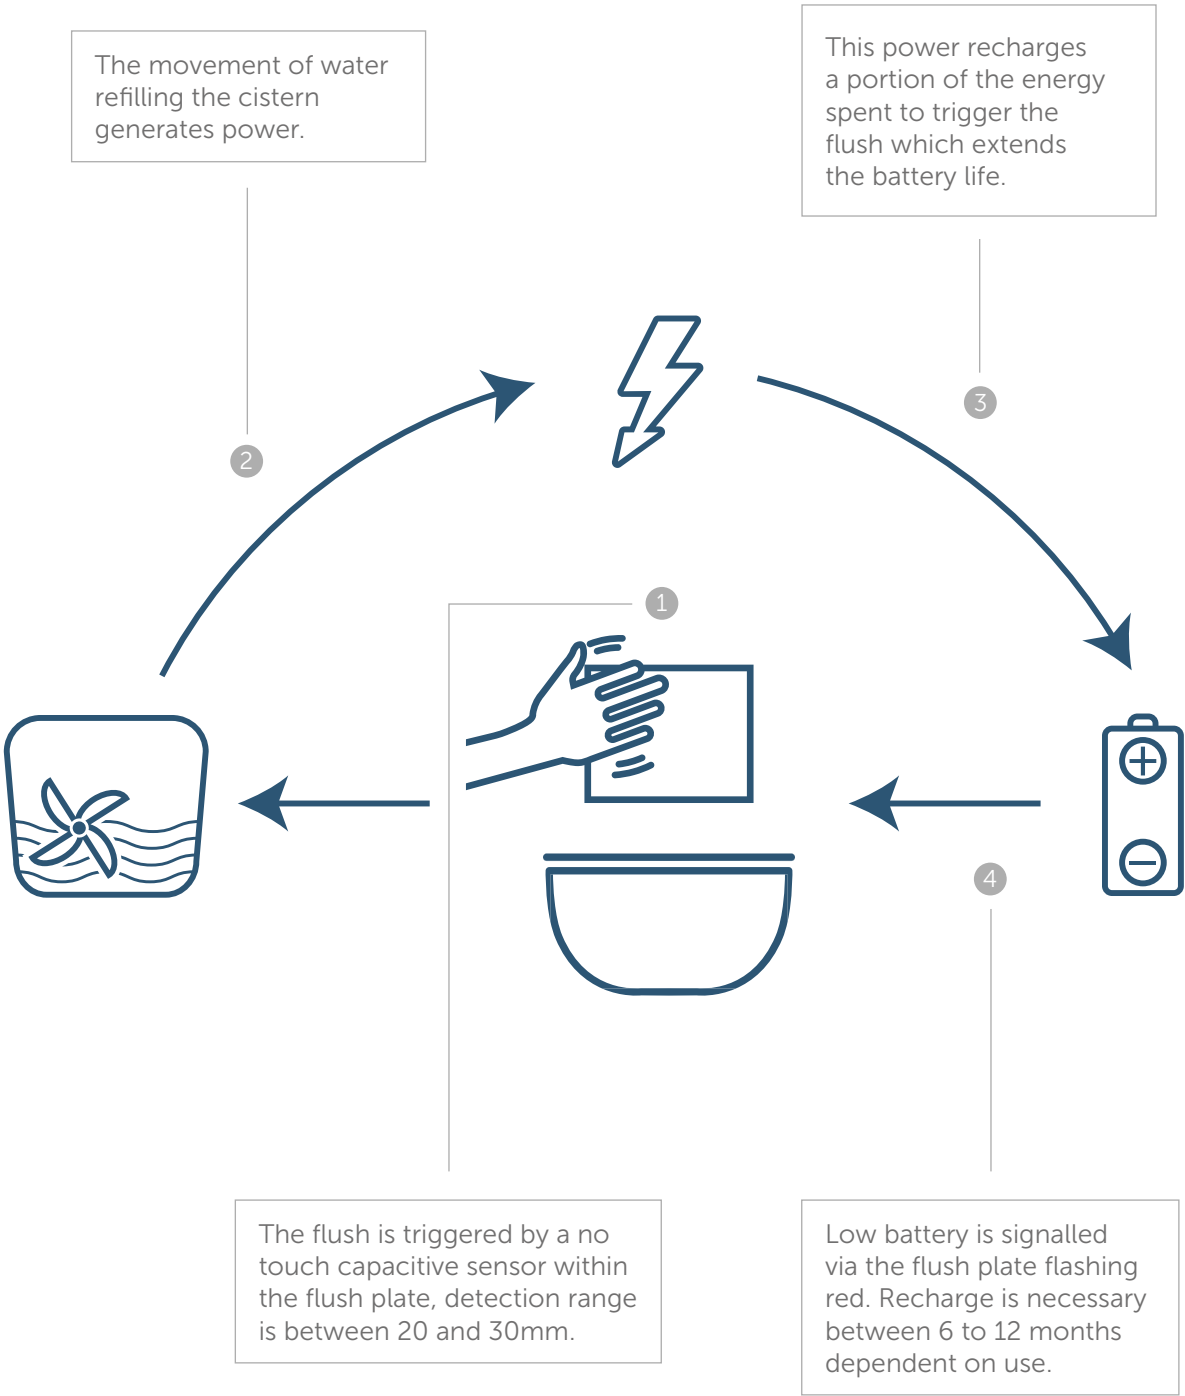 The movement of water
refilling the cistern
generates power.
This power recharges
a portion of the energy
spent to trigger the
flush which extends
the battery life.
3
2
1
4
The flush is triggered by a no
touch capacitive sensor within
the flush plate, detection range
is between 20 and 30mm.
Low battery is signalled
via the flush plate flashing
red. Recharge is necessary
between 6 to 12 months
dependent on use.